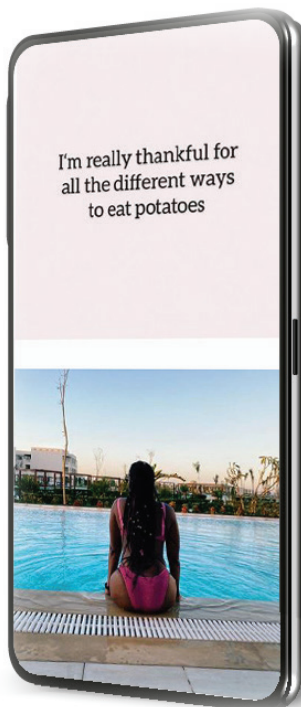 I'm really thankful for
all the different ways
to eat potatoes